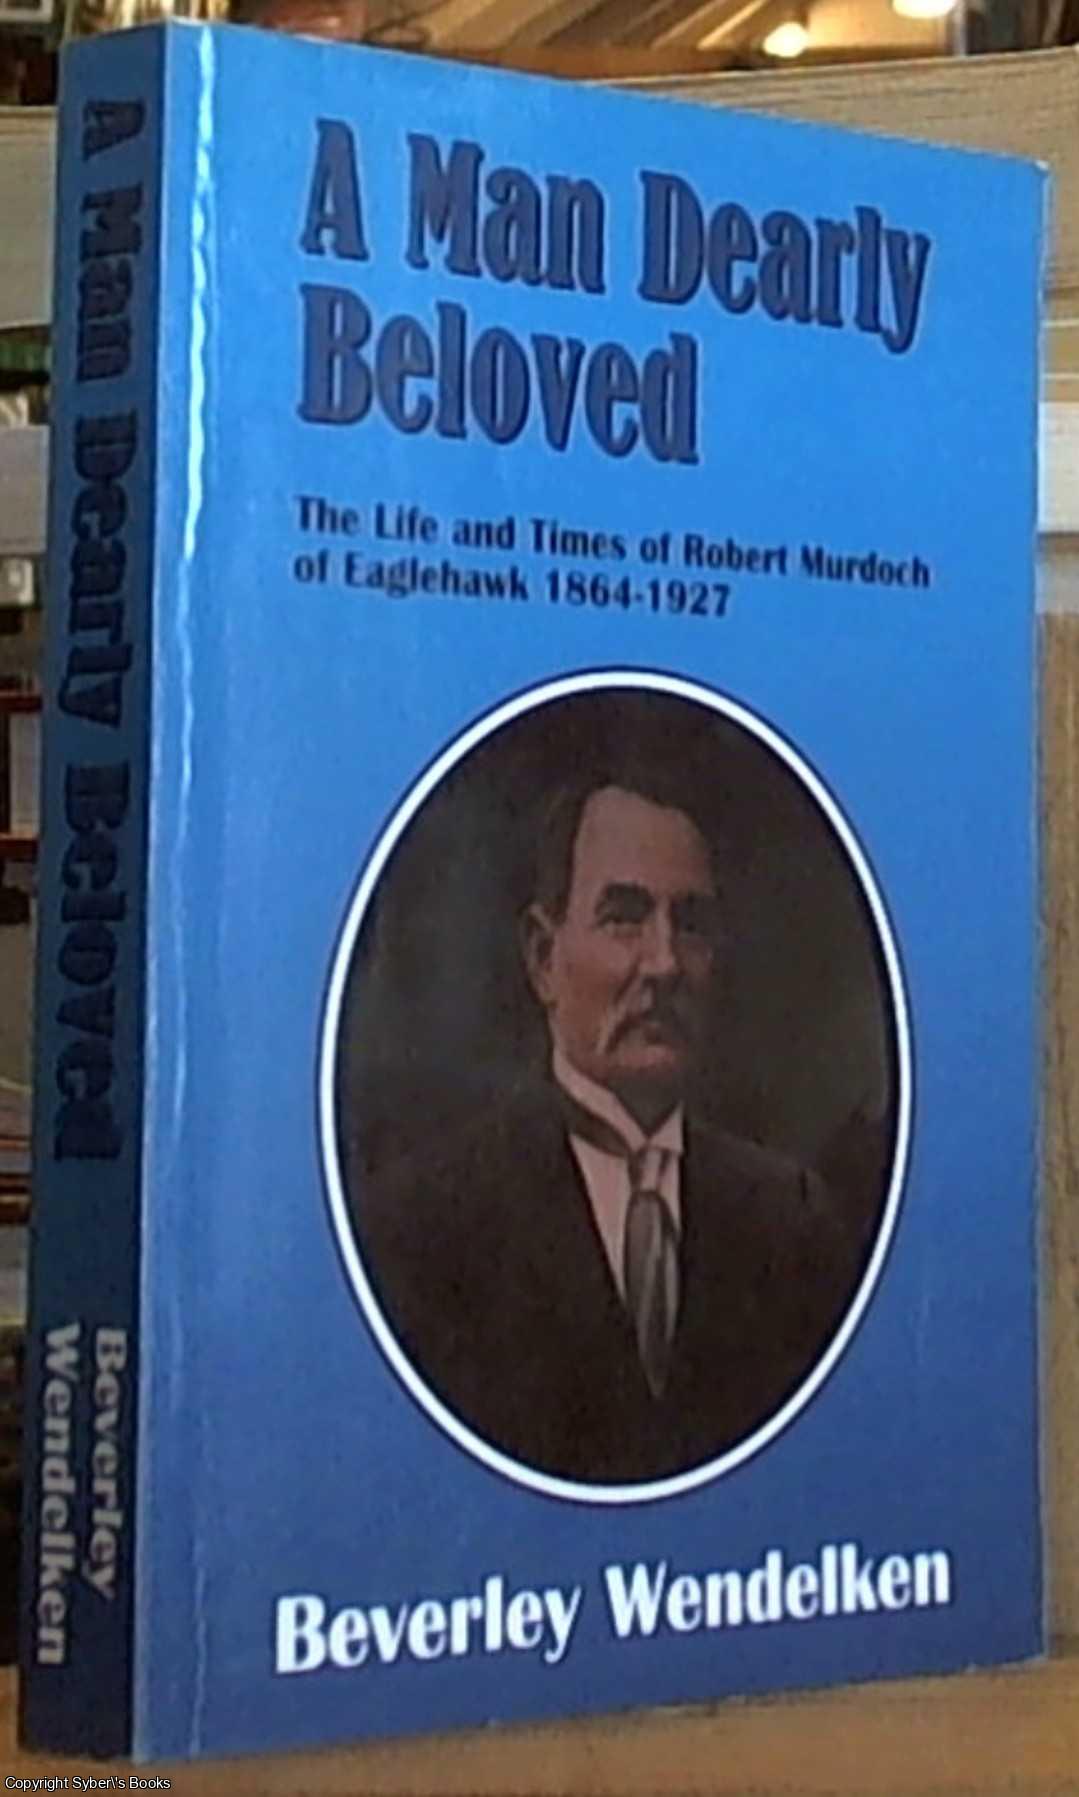 A Man Dearly
Beloved
The Life and Times of Robert Murdoch
of Eaglehawk 1864-1927
Beverley Wendelken
A Man Dearly Beloved
Beverley
Wendelken
Copyright Syber\'s Books